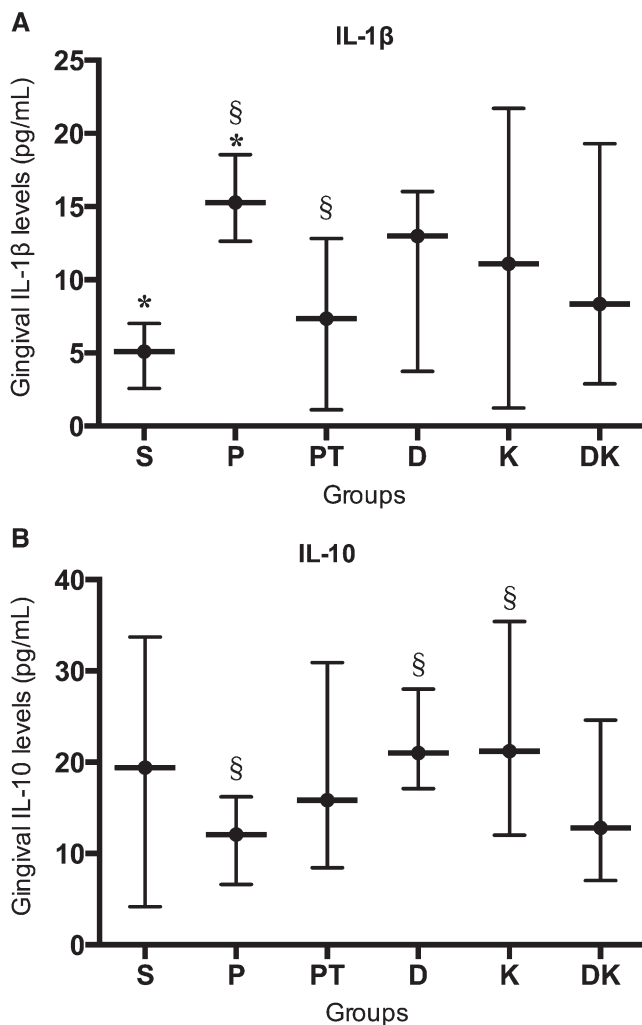 A
IL-1β
Gingival IL-1β levels (pg/mL)
25
20
15
10
5
0
§
*
§
*
S P PT D K DK
Groups
B
IL-10
Gingival IL-10 levels (pg/mL)
40
30
20
10
0
§
§
§
S P PT D K DK
Groups